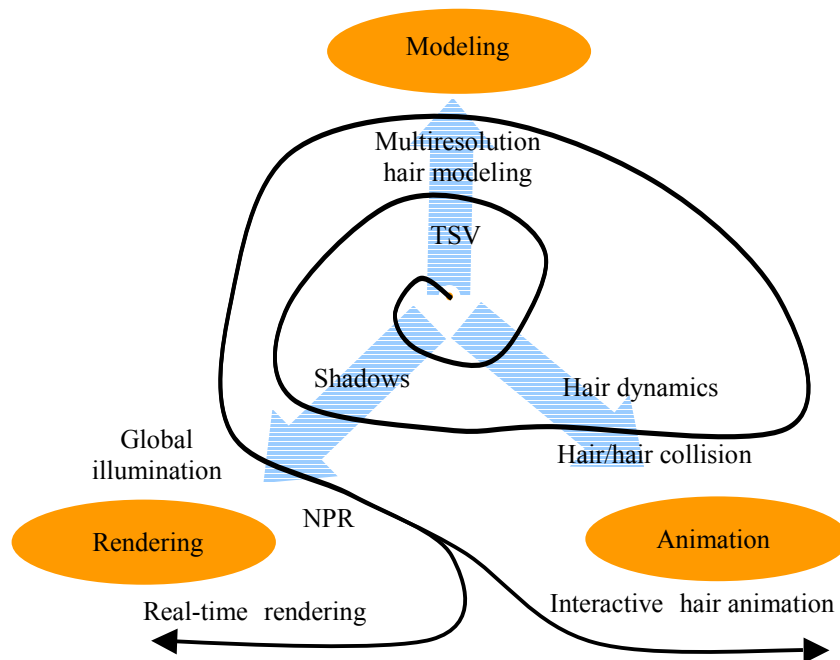 Modeling
Multiresolution
hair modeling
TSV
Shadows
Hair dynamics
Global
illumination
Hair/hair collision
NPR
Rendering
Animation
Real-time rendering
Interactive hair animation